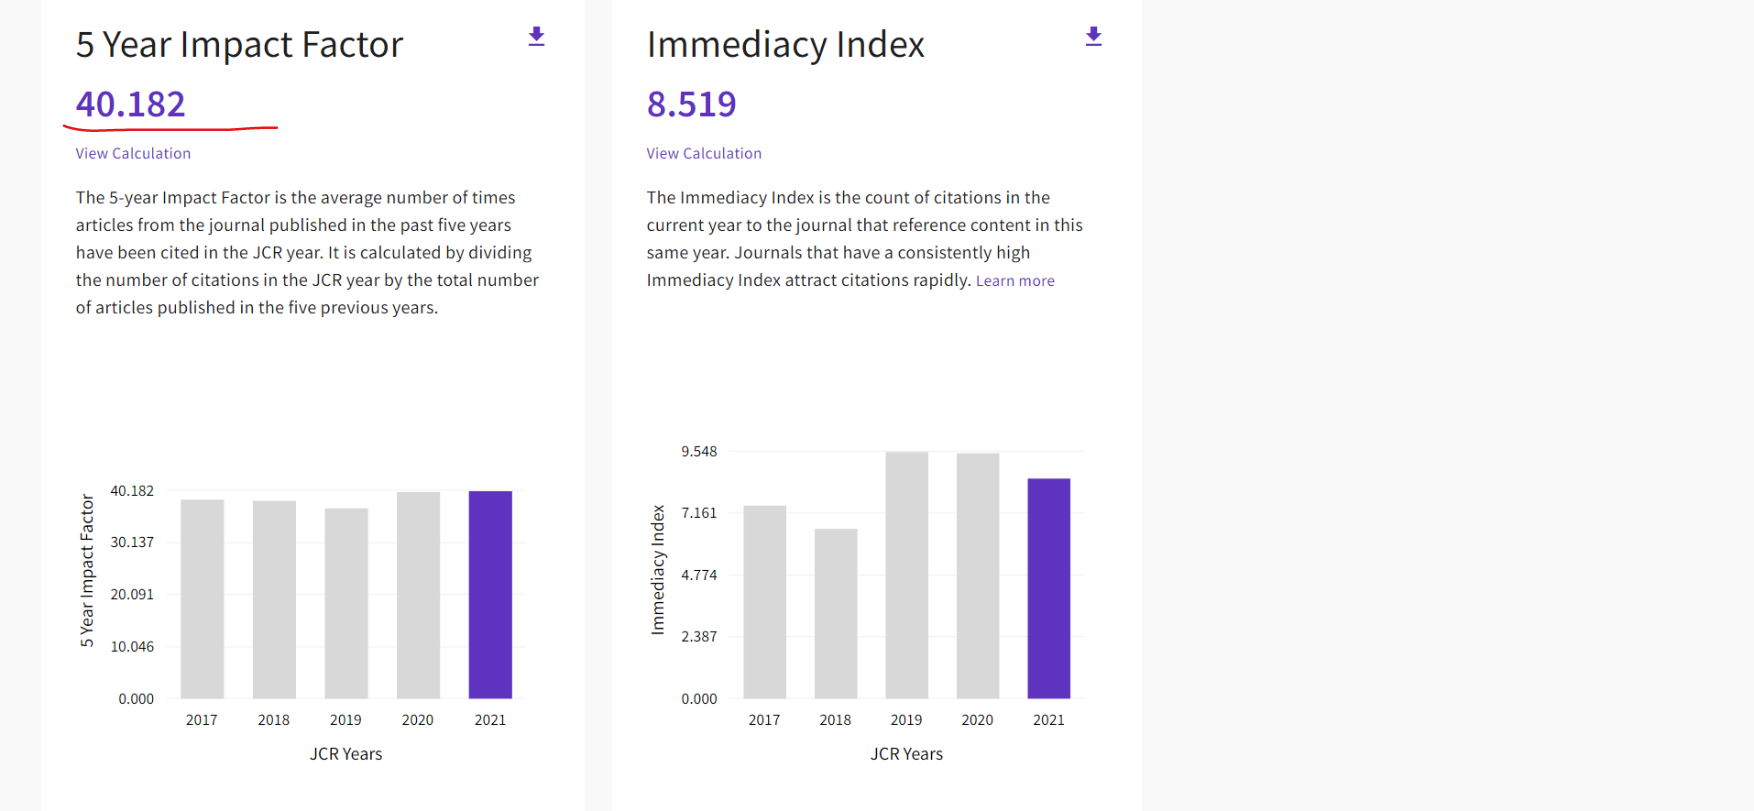 5 Year Impact Factor
40.182
View Calculation
The 5-year Impact Factor is the average number of times
articles from the journal published in the past five years
have been cited in the JCR year. It is calculated by dividing
the number of citations in the JCR year by the total number
of articles published in the five previous years.
5 Year Impact Factor
40.182
30.137
20.091
10.046
0.000
2017 2018 2019 2020 2021
JCR Years
Immediacy Index
8.519
View Calculation
The Immediacy Index is the count of citations in the
current year to the journal that reference content in this
same year. Journals that have a consistently high
Immediacy Index attract citations rapidly. Learn more
Immediacy Index
9.548
7.161
4.774
2.387
0.000
2017 2018 2019 2020 2021
JCR Years